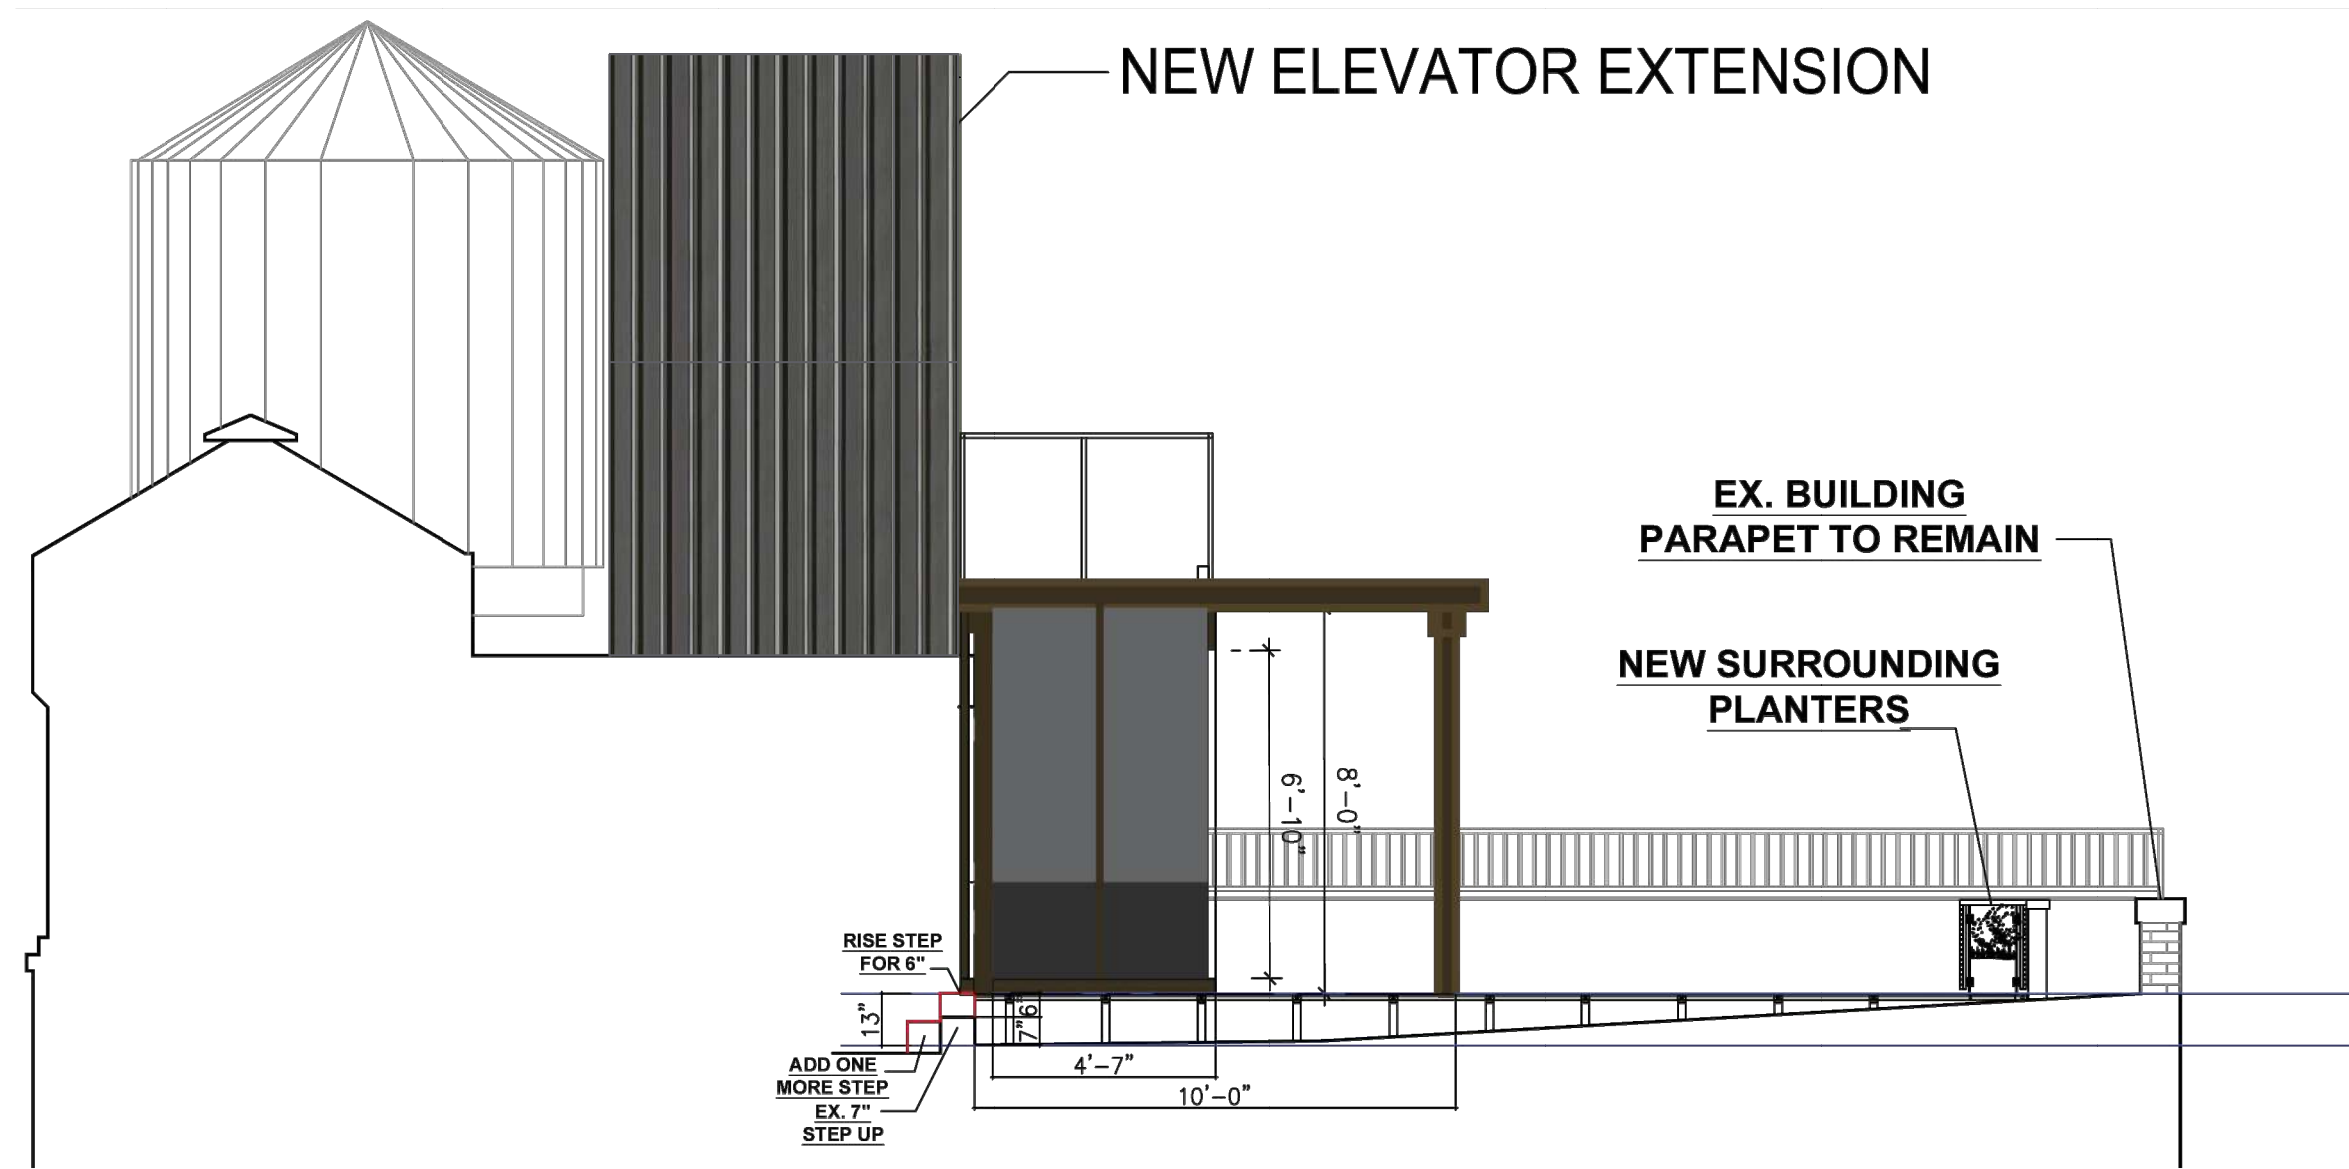 NEW ELEVATOR EXTENSION
EX. BUILDING
PARAPET TO REMAIN
NEW SURROUNDING
PLANTERS
8'-0"
6'-10"
RISE STEP
FOR 6"
13"
6"
7"
ADD ONE
MORE STEP
EX. 7"
STEP UP
4'-7"
10'-0"